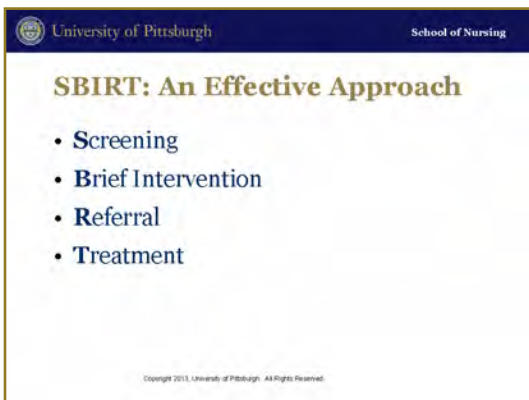 University of Pittsburgh
School of Nursing
SBIRT: An Effective Approach
• Screening
• Brief Intervention
• Referral
• Treatment
Copyright 2013, University of Pittsburgh. All Rights Reserved.